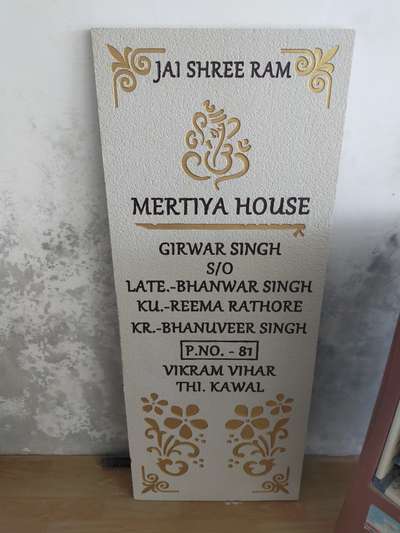 JAI SHREE RAM
MERTIYA HOUSE
GIRWAR SINGH
S/O
LATE.-BHANWAR SINGH
KU.-REEMA RATHORE
KR.-BHANUVEER SINGH
P.NO. - 81
VIKRAM VIHAR
THI. KAWAL